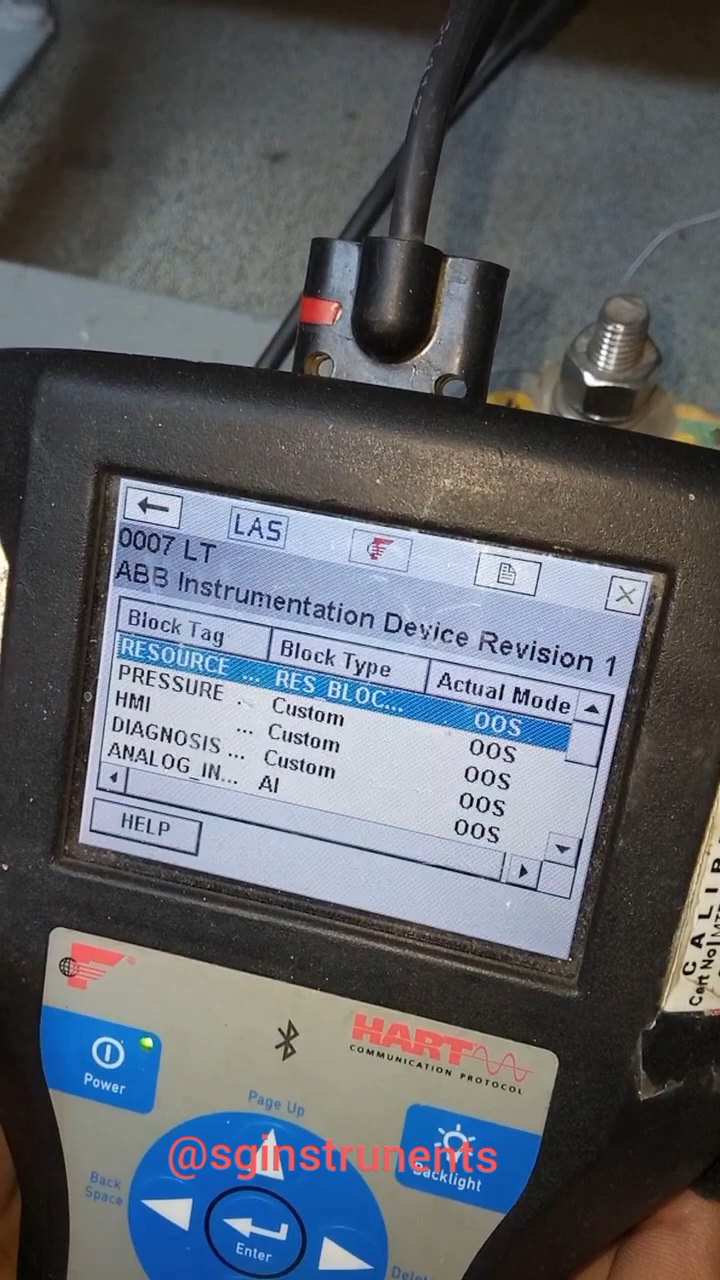 LAS
0007 LT
ABB Instrumentation Device Revision 1
Block Tag Block Type Actual Mode
RESOURCE ... RES_BLOC... OOS
PRESSURE ... Custom OOS
HMI ... Custom OOS
DIAGNOSIS ... Custom OOS
ANALOG_IN... AI OOS
HELP
HART
COMMUNICATION PROTOCOL
Power
Page Up
@sginstrunents
Backlight
Back
Space
Enter
Cert No